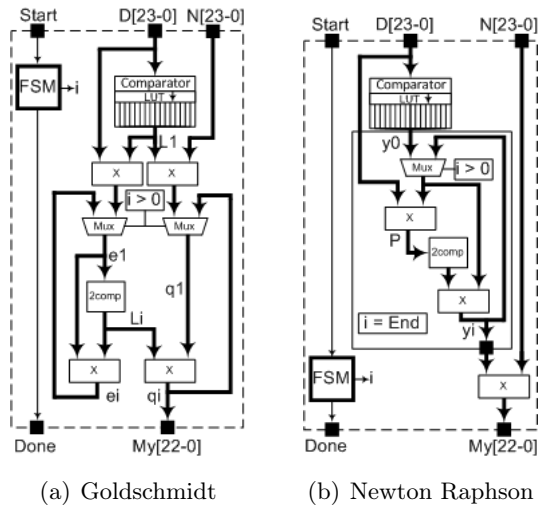 Start D[23-0] N[23-0]
FSM i
Comparator
LUT
L1
X X
i > 0
Mux Mux
e1
q1
2comp
Li
X X
ei qi
Done My[22-0]
(a) Goldschmidt
Start D[23-0] N[23-0]
Comparator
LUT
y0
Mux
i > 0
X
P
2comp
X
i = End
yi
FSM i
X
Done My[22-0]
(b) Newton Raphson